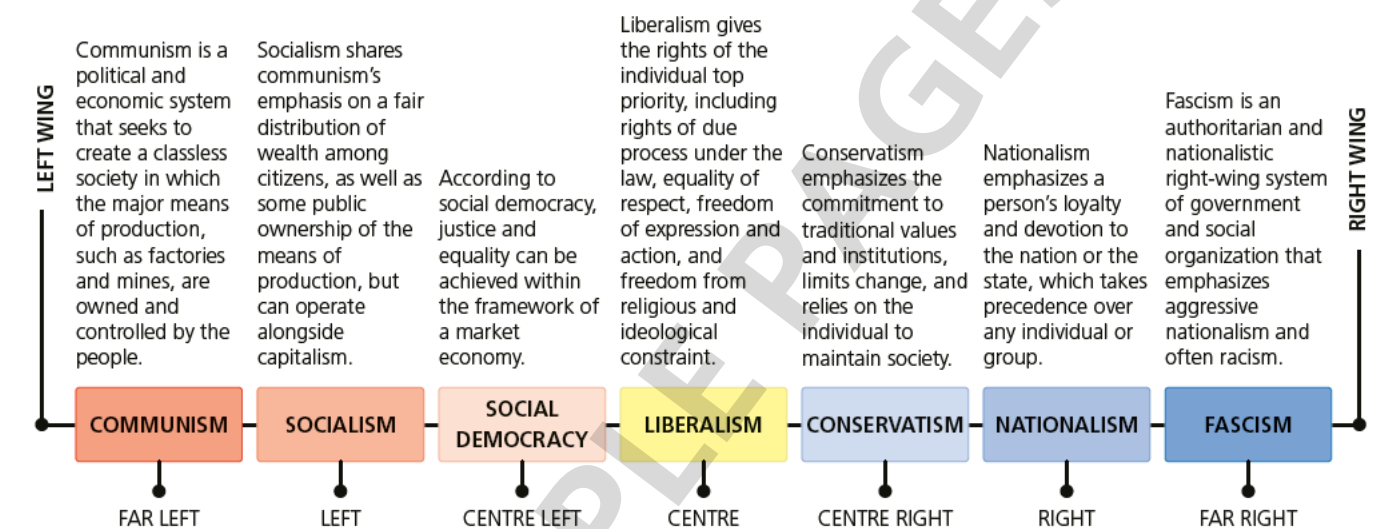 LEFT WING
Communism is a
political and
economic system
that seeks to
create a classless
society in which
the major means
of production,
such as factories
and mines, are
owned and
controlled by the
people.
Socialism shares
communism's
emphasis on a fair
distribution of
wealth among
citizens, as well as
some public
ownership of the
means of
production, but
can operate
alongside
capitalism.
According to
social democracy,
justice and
equality can be
achieved within
the framework of
a market
economy.
Liberalism gives
the rights of the
individual top
priority, including
rights of due
process under the
law, equality of
respect, freedom
of expression and
action, and
freedom from
religious and
ideological
constraint.
Conservatism
emphasizes the
commitment to
traditional values
and institutions,
limits change, and
relies on the
individual to
maintain society.
Nationalism
emphasizes a
person's loyalty
and devotion to
the nation or the
state, which takes
precedence over
any individual or
group.
Fascism is an
authoritarian and
nationalistic
right-wing system
of government
and social
organization that
emphasizes
aggressive
nationalism and
often racism.
RIGHT WING
COMMUNISM
SOCIALISM
SOCIAL
DEMOCRACY
LIBERALISM
CONSERVATISM
NATIONALISM
FASCISM
FAR LEFT
LEFT
CENTRE LEFT
CENTRE
CENTRE RIGHT
RIGHT
FAR RIGHT
PLE PAGE